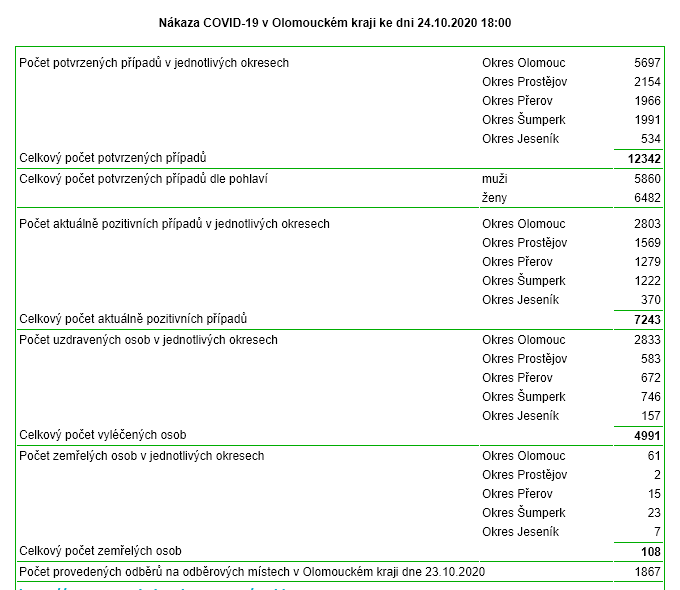 Nákaza COVID-19 v Olomouckém kraji ke dni 24.10.2020 18:00
Počet potvrzených případů v jednotlivých okresech Okres Olomouc 5697
Okres Prostějov 2154
Okres Přerov 1966
Okres Šumperk 1991
Okres Jeseník 534
Celkový počet potvrzených případů 12342
Celkový počet potvrzených případů dle pohlaví muži 5860
ženy 6482
Počet aktuálně pozitivních případů v jednotlivých okresech Okres Olomouc 2803
Okres Prostějov 1569
Okres Přerov 1279
Okres Šumperk 1222
Okres Jeseník 370
Celkový počet aktuálně pozitivních případů 7243
Počet uzdravených osob v jednotlivých okresech Okres Olomouc 2833
Okres Prostějov 583
Okres Přerov 672
Okres Šumperk 746
Okres Jeseník 157
Celkový počet vyléčených osob 4991
Počet zemřelých osob v jednotlivých okresech Okres Olomouc 61
Okres Prostějov 2
Okres Přerov 15
Okres Šumperk 23
Okres Jeseník 7
Celkový počet zemřelých osob 108
Počet provedených odběrů na odběrových místech v Olomouckém kraji dne 23.10.2020 1867